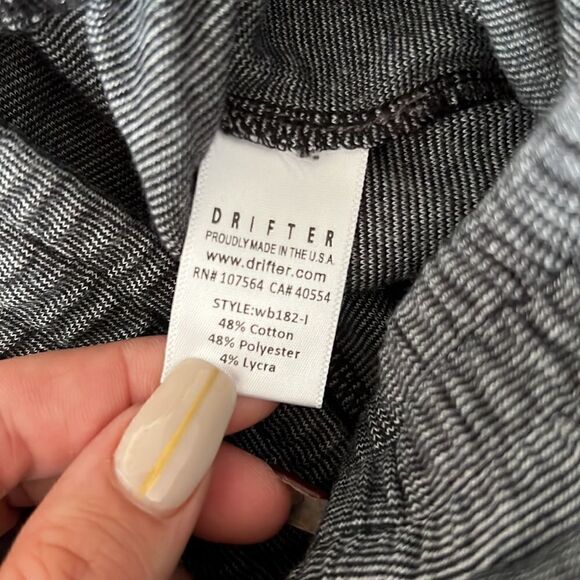 DRIFTER
PROUDLY MADE IN THE U.S.A.
www.drifter.com
RN# 107564 CA# 40554
STYLE:wb182-I
48% Cotton
48% Polyester
4% Lycra